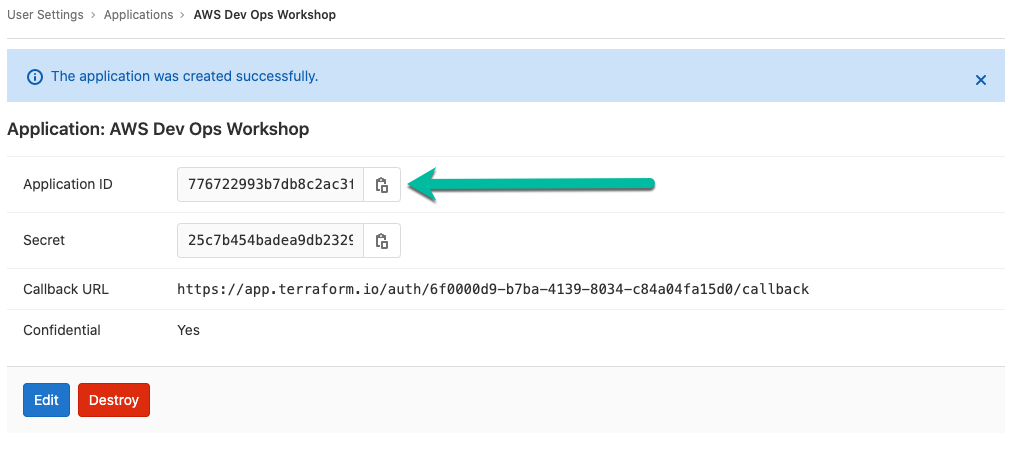 User Settings › Applications › AWS Dev Ops Workshop
The application was created successfully.
Application: AWS Dev Ops Workshop
Application ID 776722993b7db8c2ac3f
Secret 25c7b454badea9db2329
Callback URL https://app.terraform.io/auth/6f0000d9-b7ba-4139-8034-c84a04fa15d0/callback
Confidential Yes
Edit Destroy